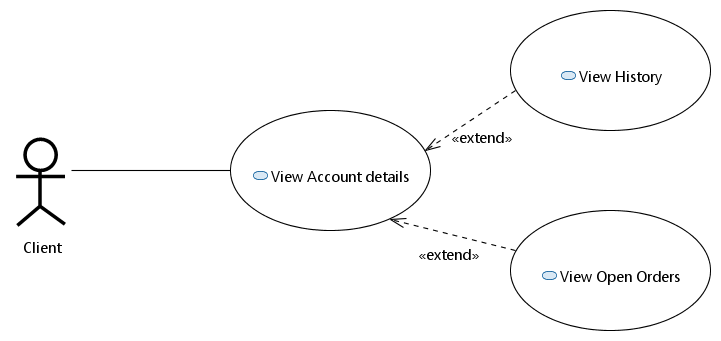 View History
«extend»
View Account details
Client
«extend»
View Open Orders